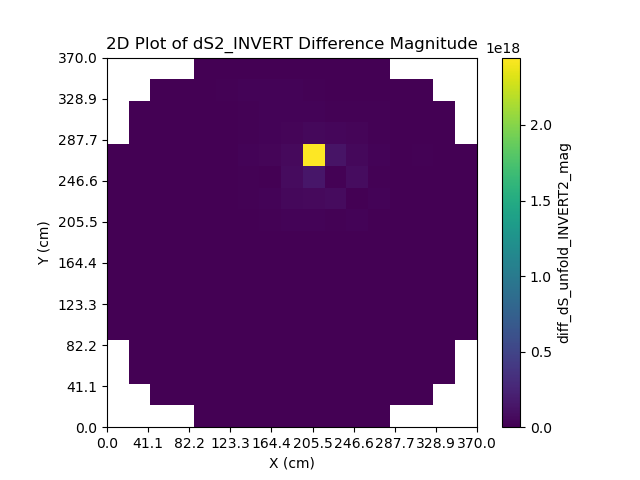 2D Plot of dS2_INVERT Difference Magnitude
1e18
370.0
328.9
287.7
246.6
205.5
164.4
123.3
82.2
41.1
0.0
Y (cm)
0.0 41.1 82.2 123.3 164.4 205.5 246.6 287.7 328.9 370.0
X (cm)
2.0
1.5
1.0
0.5
0.0
diff_dS_unfold_INVERT2_mag